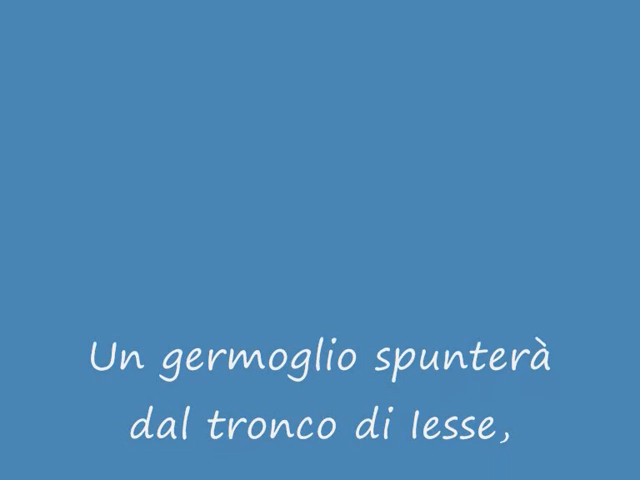 Un germoglio spunterà
dal tronco di Iesse,